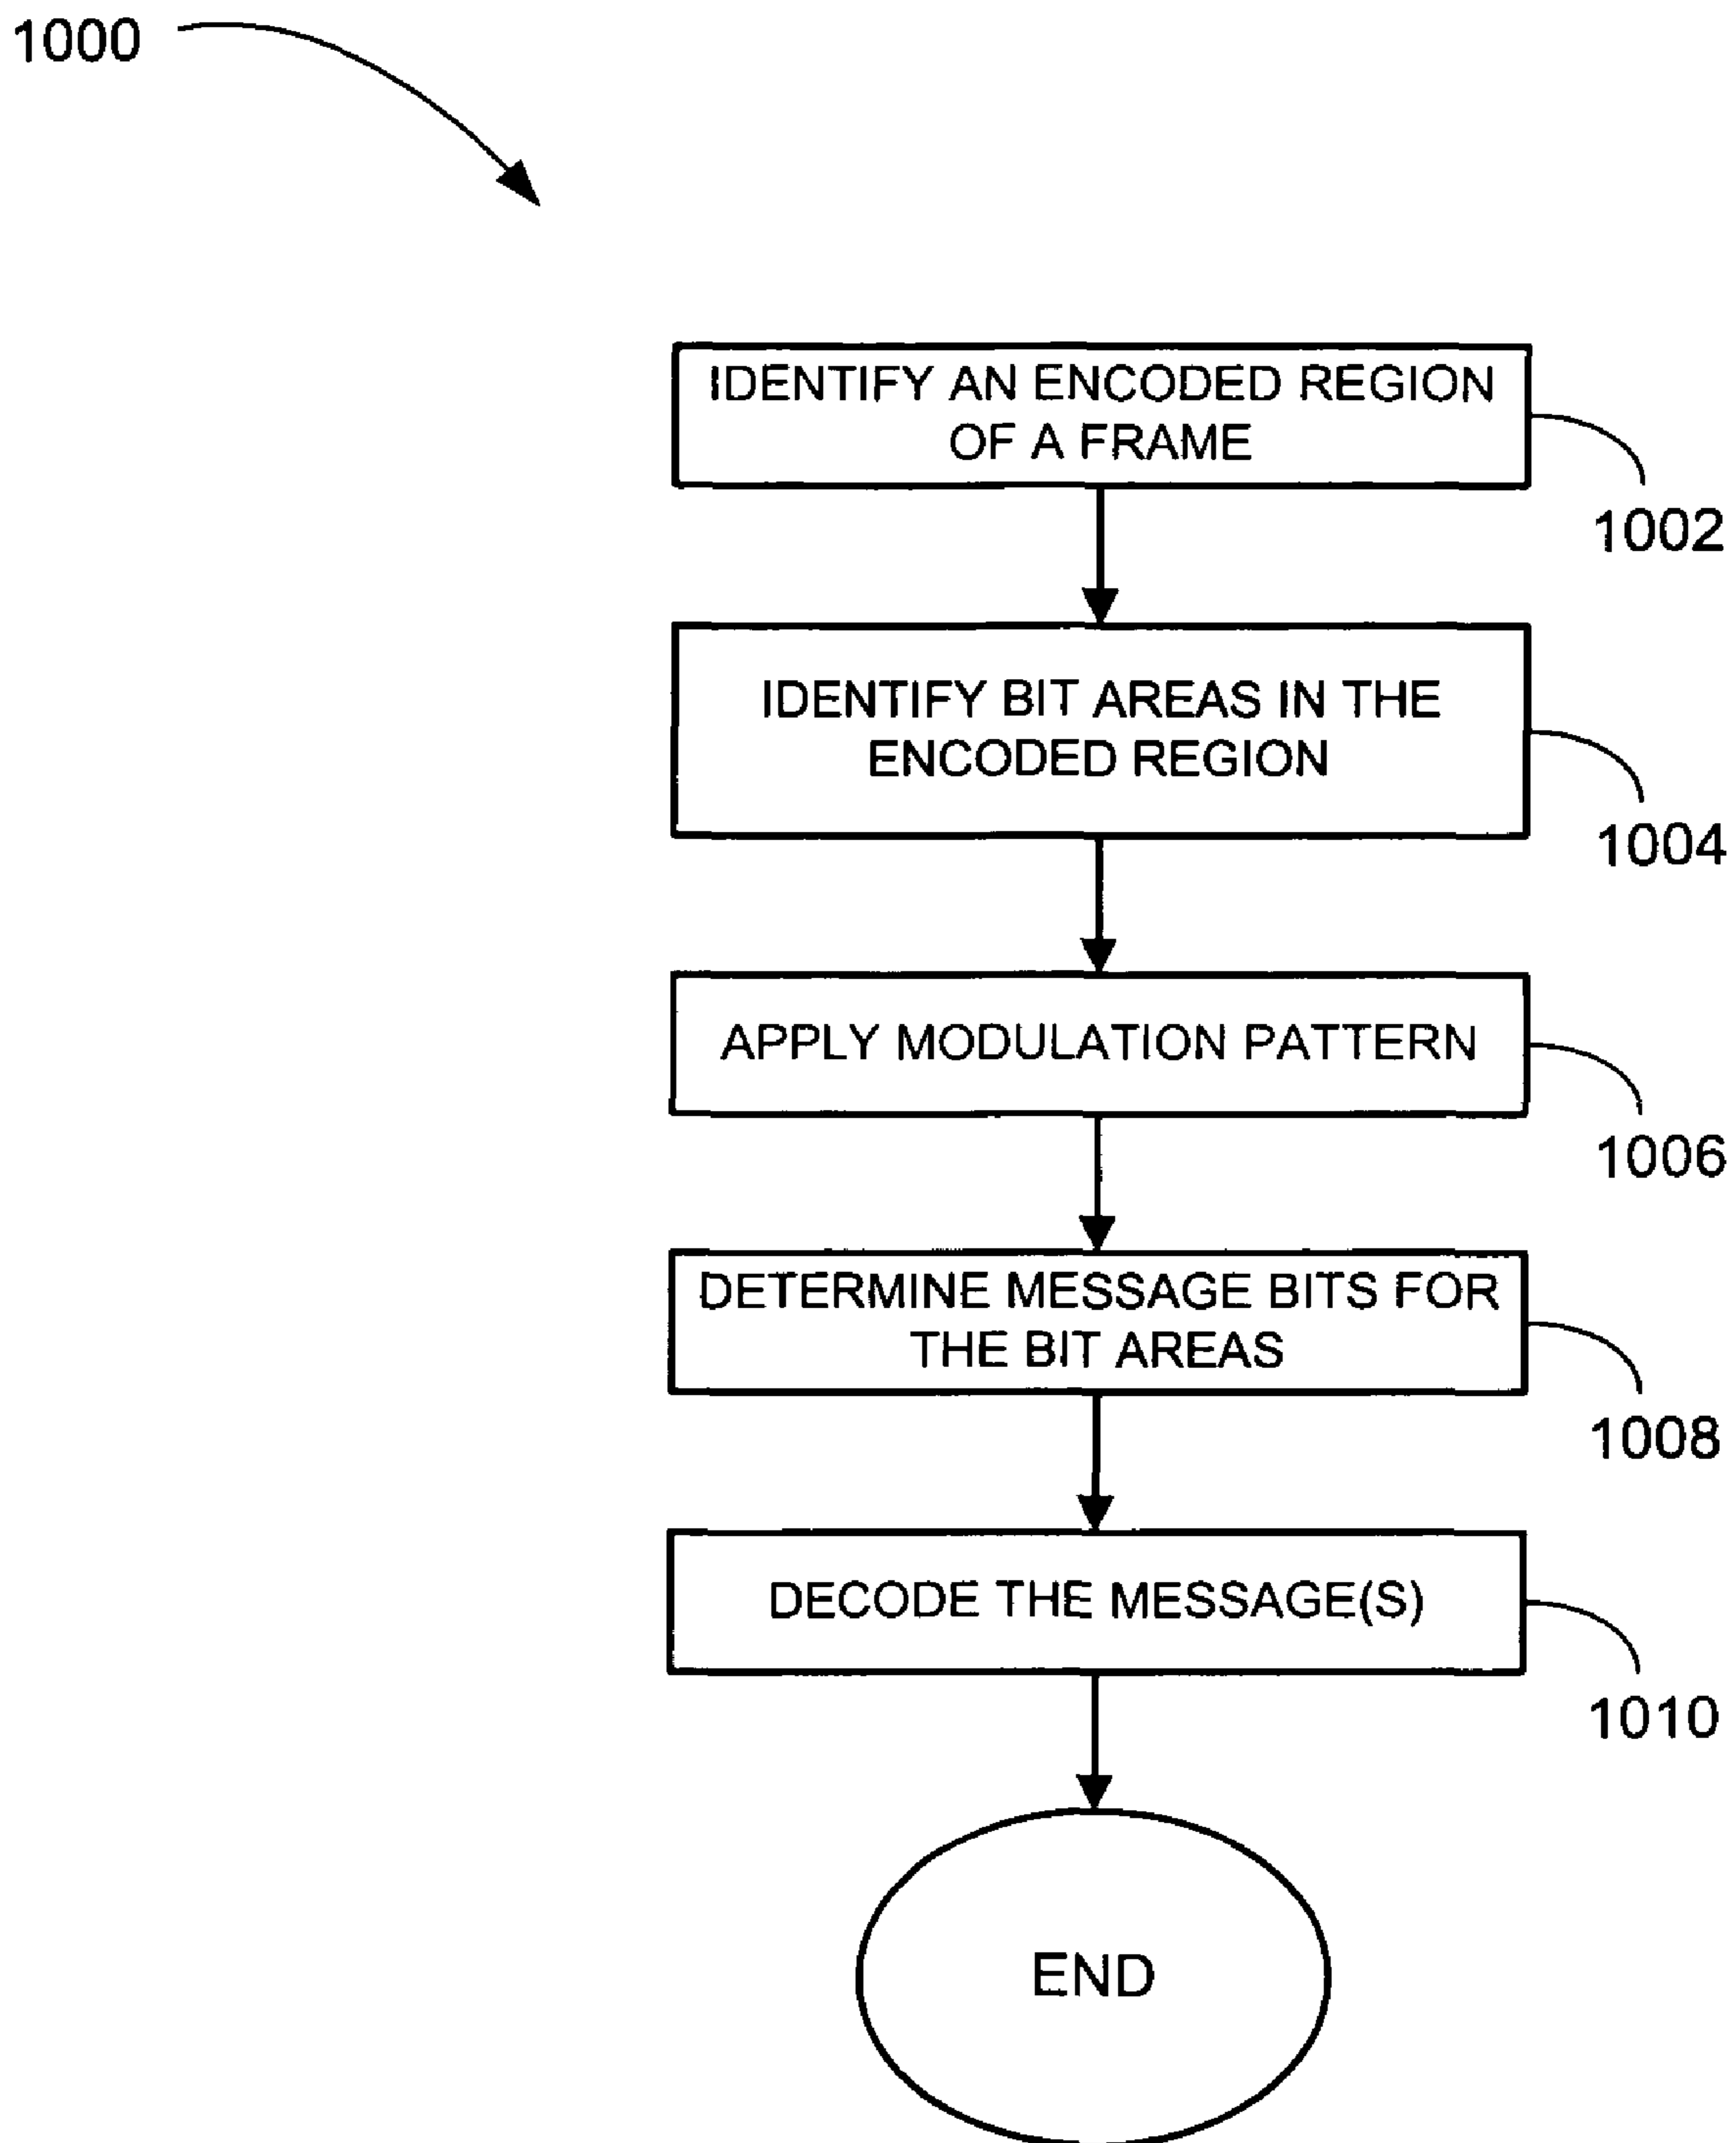 1000
IDENTIFY AN ENCODED REGION
OF A FRAME
1002
IDENTIFY BIT AREAS IN THE
ENCODED REGION
1004
APPLY MODULATION PATTERN
1006
DETERMINE MESSAGE BITS FOR
THE BIT AREAS
1008
DECODE THE MESSAGE(S)
1010
END